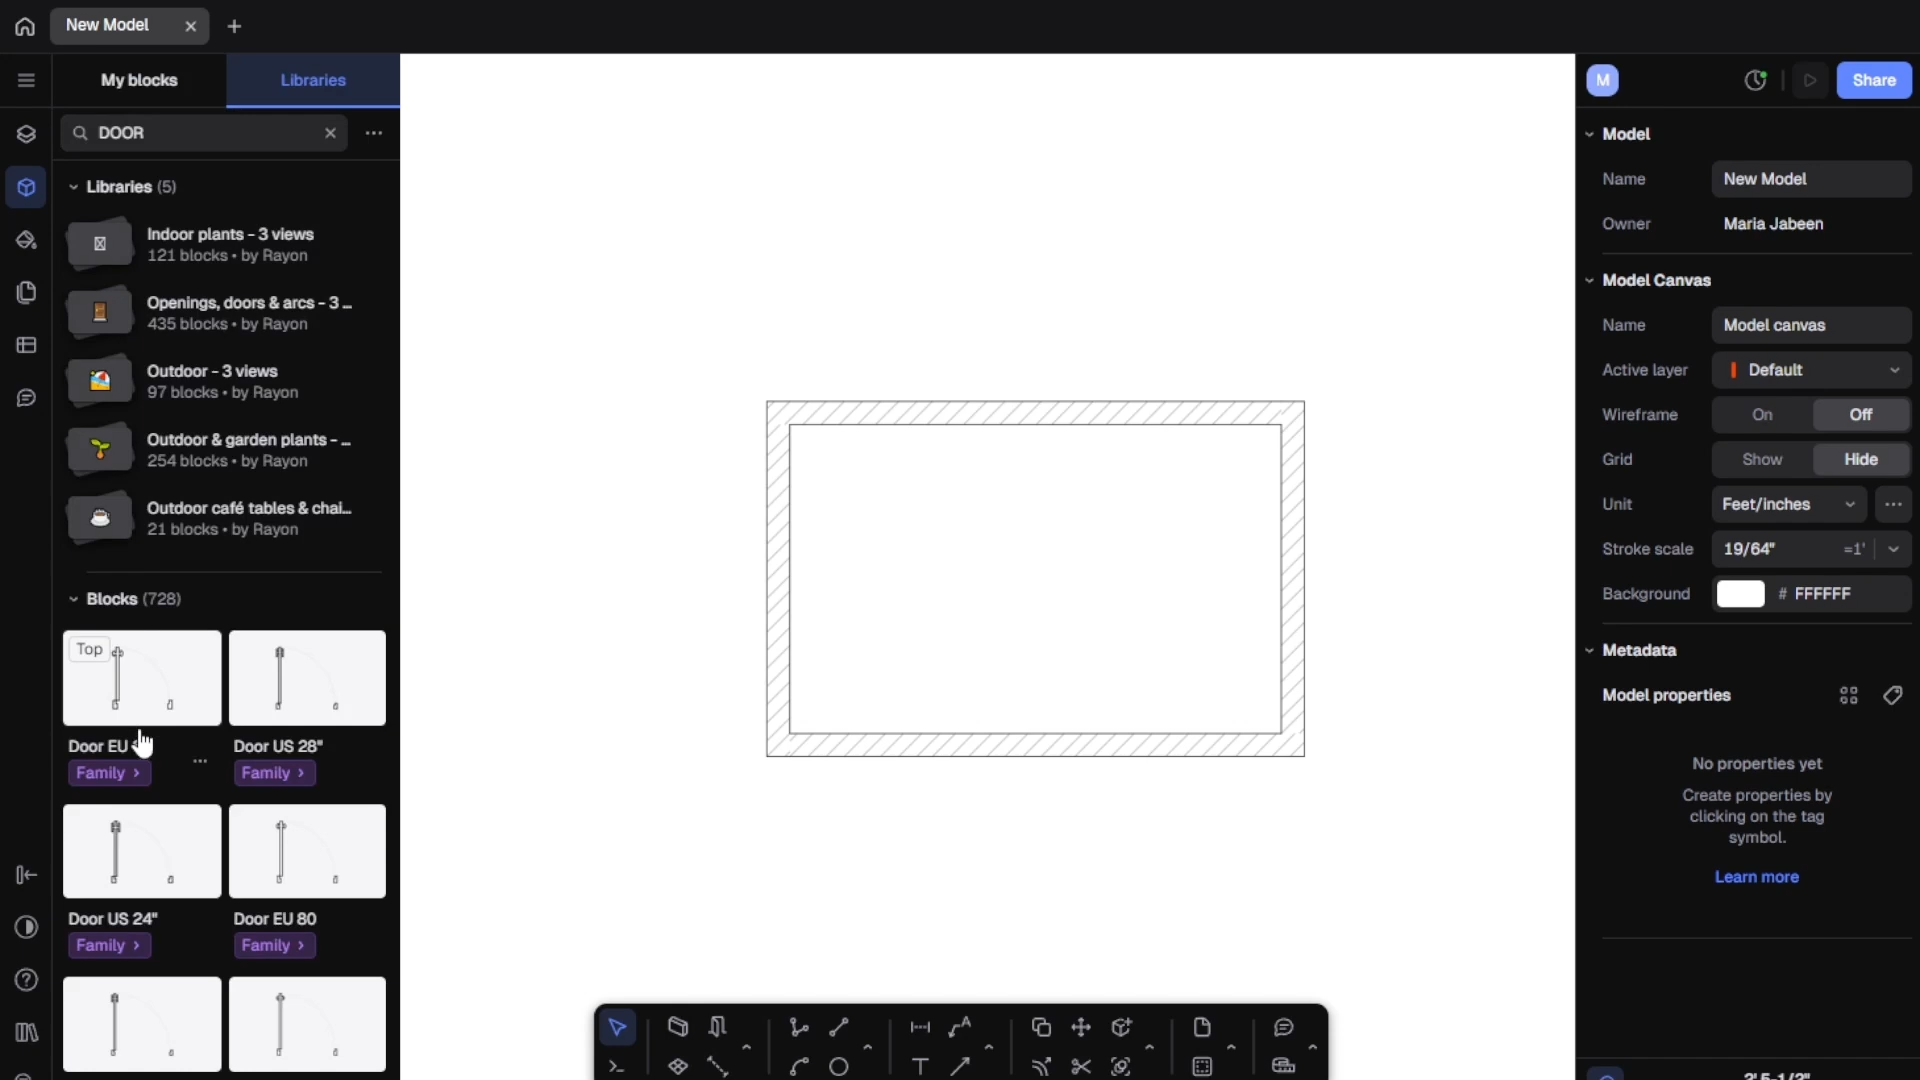 New Model
My blocks
Libraries
DOOR
Libraries (5)
Indoor plants - 3 views
121 blocks • by Rayon
Openings, doors & arcs - 3 ...
435 blocks • by Rayon
Outdoor - 3 views
97 blocks • by Rayon
Outdoor & garden plants - ...
254 blocks • by Rayon
Outdoor café tables & chai...
21 blocks • by Rayon
Blocks (728)
Top
Door EU
Family >
Door US 28"
Family >
Door US 24"
Family >
Door EU 80
Family >
M
Share
Model
Name
New Model
Owner
Maria Jabeen
Model Canvas
Name
Model canvas
Active layer
Default
Wireframe
On
Off
Grid
Show
Hide
Unit
Feet/inches
Stroke scale
19/64"
=1'
Background
# FFFFFF
Metadata
Model properties
No properties yet
Create properties by
clicking on the tag
symbol.
Learn more